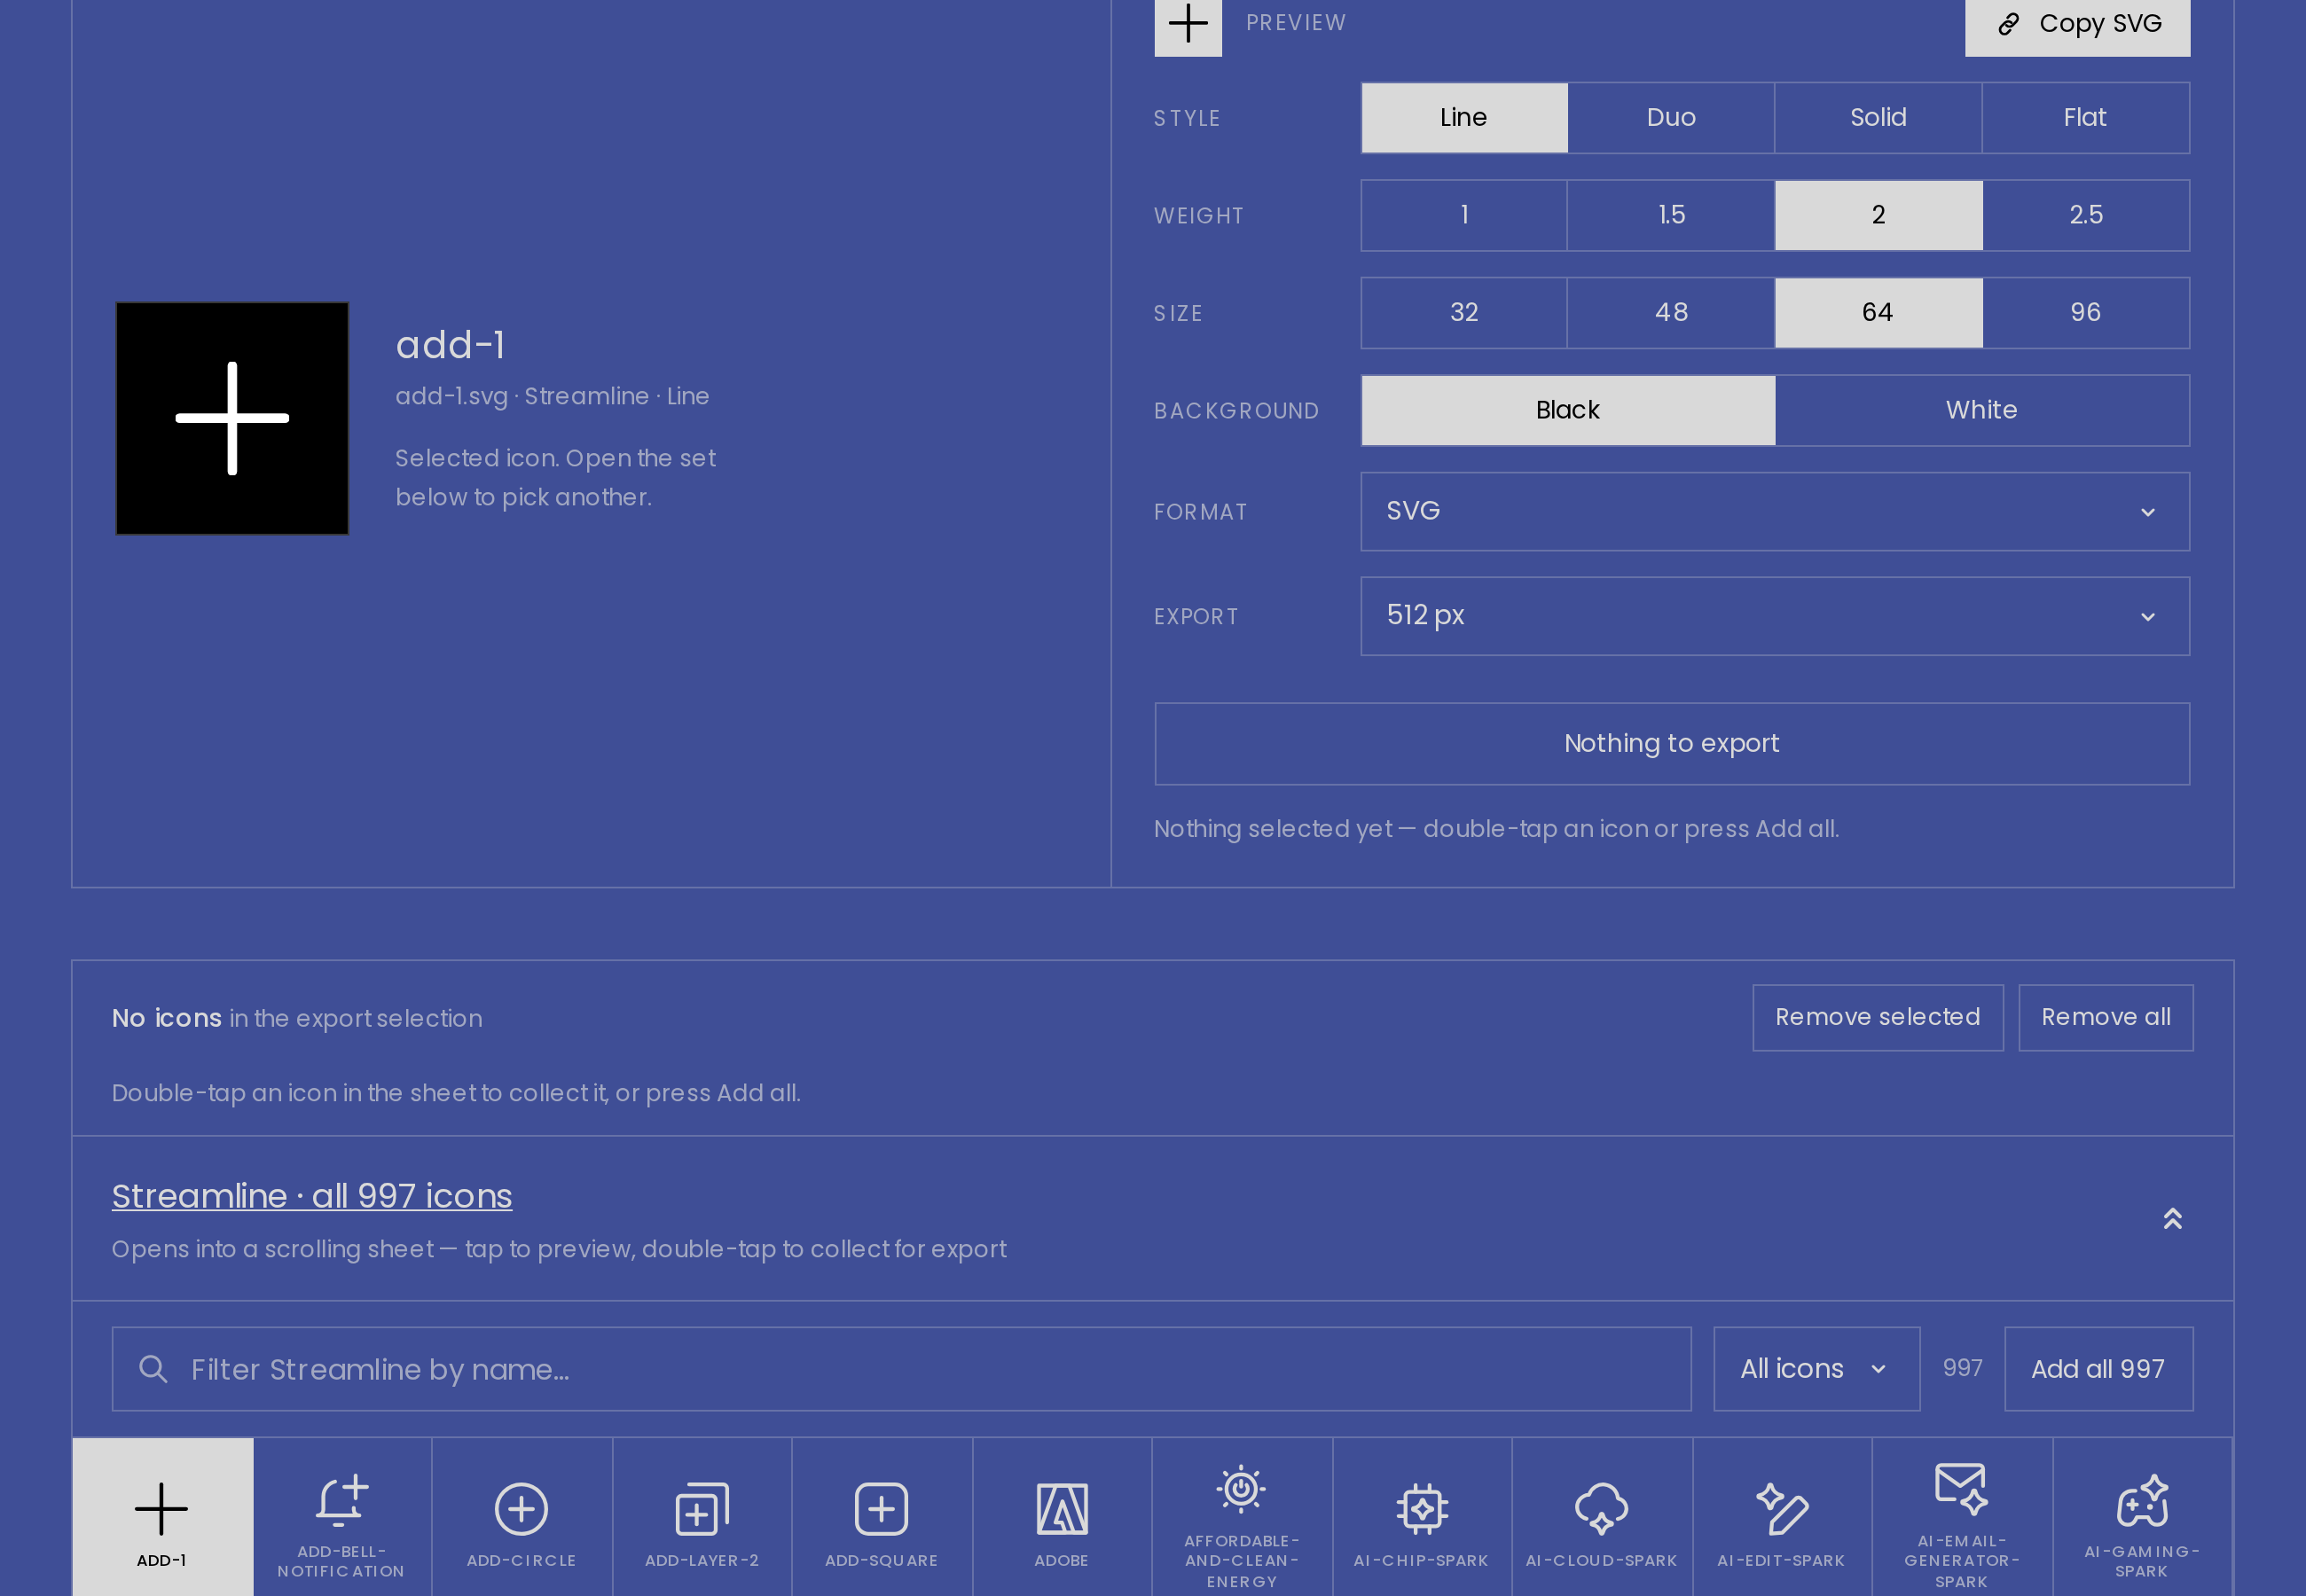 PREVIEW
Copy SVG
STYLE
Line
Duo
Solid
Flat
WEIGHT
1
1.5
2
2.5
SIZE
32
48
64
96
BACKGROUND
Black
White
FORMAT
SVG
EXPORT
512 px
Nothing to export
Nothing selected yet — double-tap an icon or press Add all.
add-1
add-1.svg · Streamline · Line
Selected icon. Open the set
below to pick another.
No icons in the export selection
Remove selected
Remove all
Double-tap an icon in the sheet to collect it, or press Add all.
Streamline · all 997 icons
Opens into a scrolling sheet — tap to preview, double-tap to collect for export
Filter Streamline by name...
All icons
997
Add all 997
ADD-1
ADD-BELL-
NOTIFICATION
ADD-CIRCLE
ADD-LAYER-2
ADD-SQUARE
ADOBE
AFFORDABLE-
AND-CLEAN-
ENERGY
AI-CHIP-SPARK
AI-CLOUD-SPARK
AI-EDIT-SPARK
AI-EMAIL-
GENERATOR-
SPARK
AI-GAMING-
SPARK